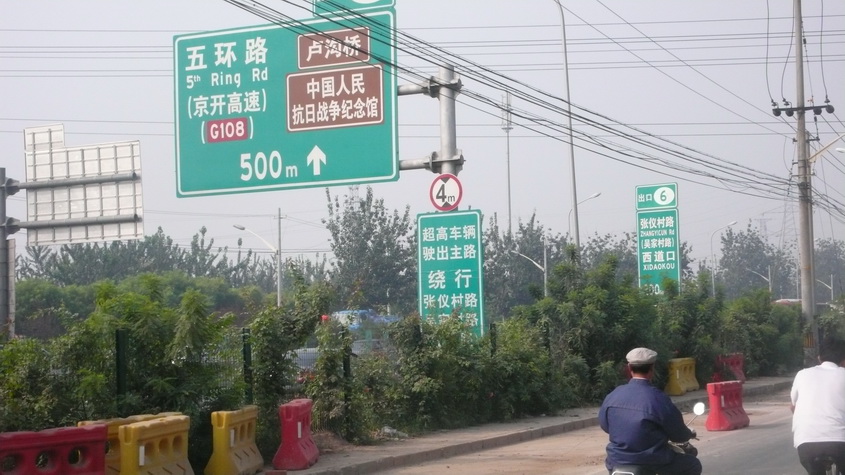 五环路
5th Ring Rd
(京开高速)
G108
500m
卢沟桥
中国人民
抗日战争纪念馆
4m
超高车辆
驶出主路
绕行
张仪村路
出口 6
张仪村路
ZHANGYICUN RD
(吴家村路)
西道口
XIDAOKOU